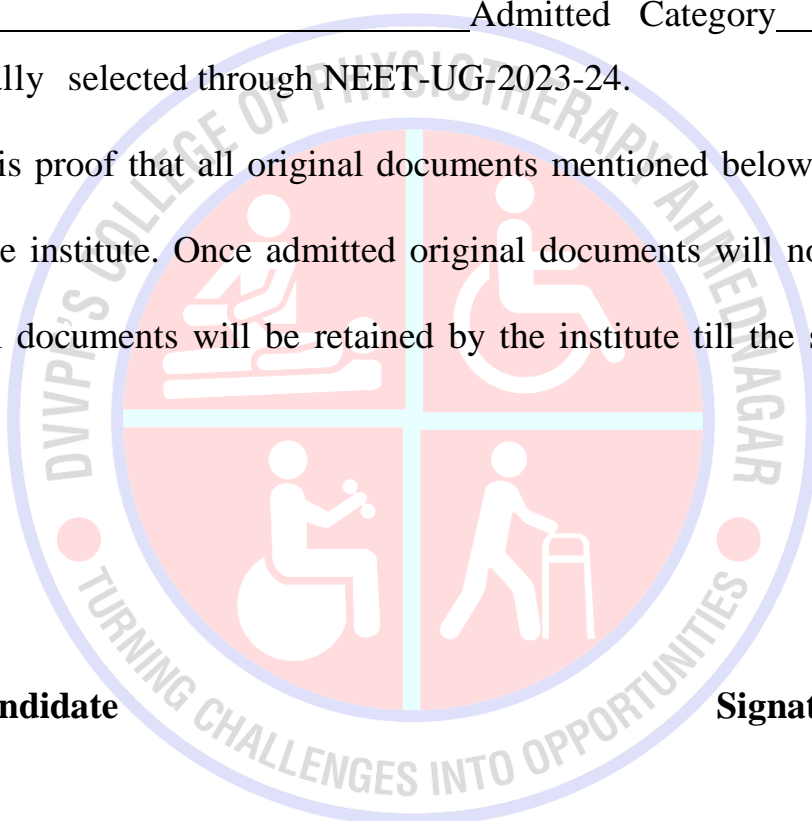 Admitted Category
ally selected through NEET-UG-2023-24.
is proof that all original documents mentioned below
e institute. Once admitted original documents will no
documents will be retained by the institute till the s
ndidate Signat
DVVPF'S COLLEGE OF PHYSIOTHERAPY AHMEDNAGAR
TURNING CHALLENGES INTO OPPORTUNITIES